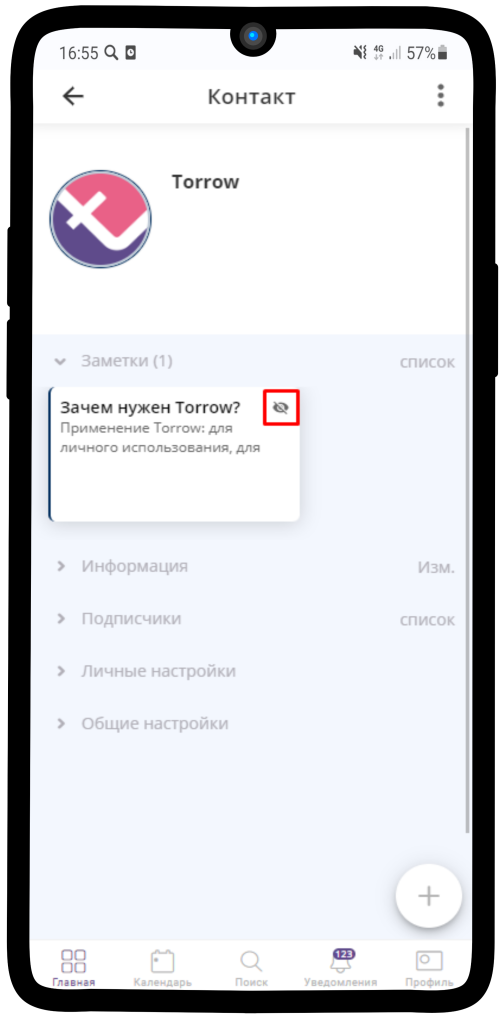 16:55
4G
57%
Контакт
Torrow
Заметки (1)
список
Зачем нужен Torrow?
Применение Torrow: для
личного использования, для
Информация
Изм.
Подписчики
список
Личные настройки
Общие настройки
123
Главная
Календарь
Поиск
Уведомления
Профиль